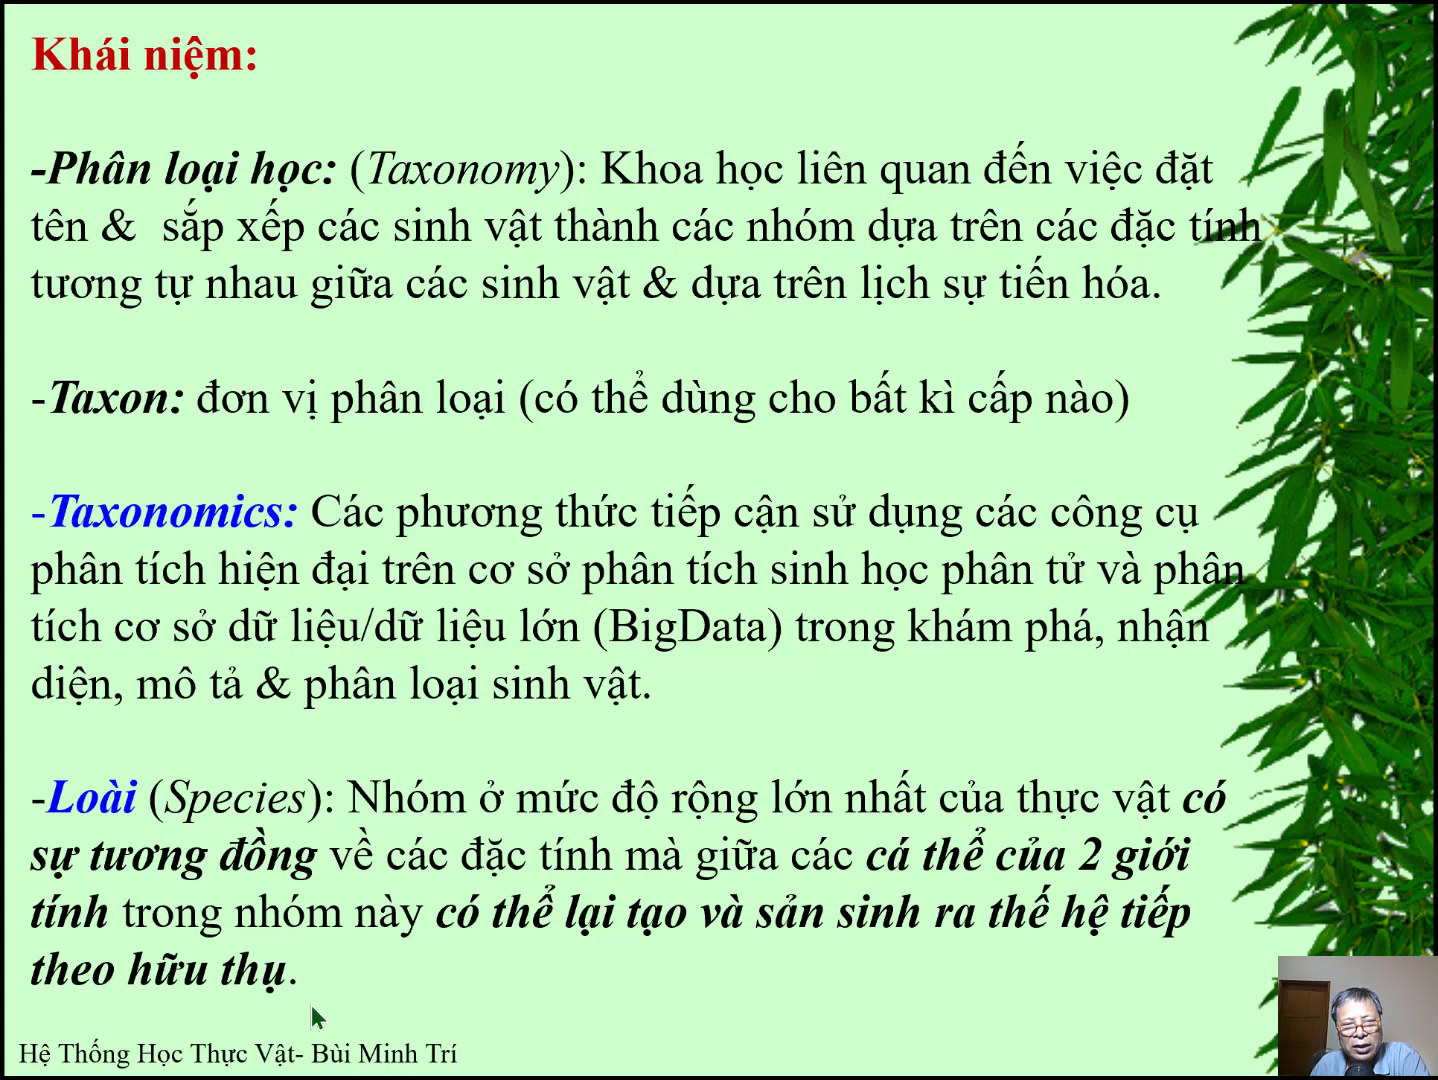 Khái niệm:
-Phân loại học: (Taxonomy): Khoa học liên quan đến việc đặt
tên & sắp xếp các sinh vật thành các nhóm dựa trên các đặc tính
tương tự nhau giữa các sinh vật & dựa trên lịch sự tiến hóa.
-Taxon: đơn vị phân loại (có thể dùng cho bất kì cấp nào)
-Taxonomics: Các phương thức tiếp cận sử dụng các công cụ
phân tích hiện đại trên cơ sở phân tích sinh học phân tử và phân
tích cơ sở dữ liệu/dữ liệu lớn (BigData) trong khám phá, nhận
diện, mô tả & phân loại sinh vật.
-Loài (Species): Nhóm ở mức độ rộng lớn nhất của thực vật có
sự tương đồng về các đặc tính mà giữa các cá thể của 2 giới
tính trong nhóm này có thể lại tạo và sản sinh ra thế hệ tiếp
theo hữu thụ.
Hệ Thống Học Thực Vật- Bùi Minh Trí